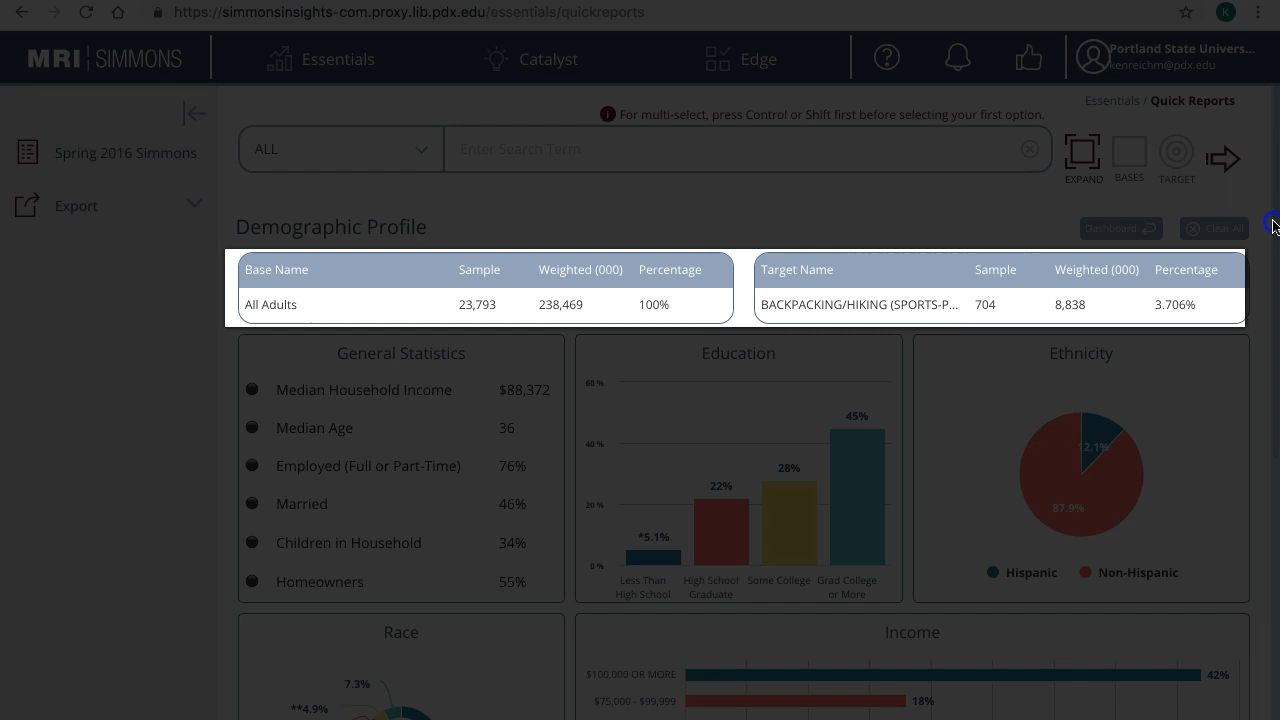 https://simmonsinsights-com.proxy.lib.pdx.edu/essentials/quickreports
K
MRI | SIMMONS
Essentials
Catalyst
Edge
?
Portland State Univers...
kenreichm@pdx.edu
Essentials / Quick Reports
i For multi-select, press Control or Shift first before selecting your first option.
Spring 2016 Simmons
Export
ALL
Enter Search Term
EXPAND
BASES
TARGET
Demographic Profile
Dashboard
Clear All
Base Name Sample Weighted (000) Percentage
All Adults 23,793 238,469 100%
Target Name Sample Weighted (000) Percentage
BACKPACKING/HIKING (SPORTS-P... 704 8,838 3.706%
General Statistics
Median Household Income $88,372
Median Age 36
Employed (Full or Part-Time) 76%
Married 46%
Children in Household 34%
Homeowners 55%
Education
60 %
40 %
20 %
0 %
*5.1%
22%
28%
45%
Less Than High School
High School Graduate
Some College
Grad College or More
Ethnicity
12.1%
87.9%
Hispanic
Non-Hispanic
Race
7.3%
**4.9%
Income
$100,000 OR MORE 42%
$75,000 - $99,999 18%